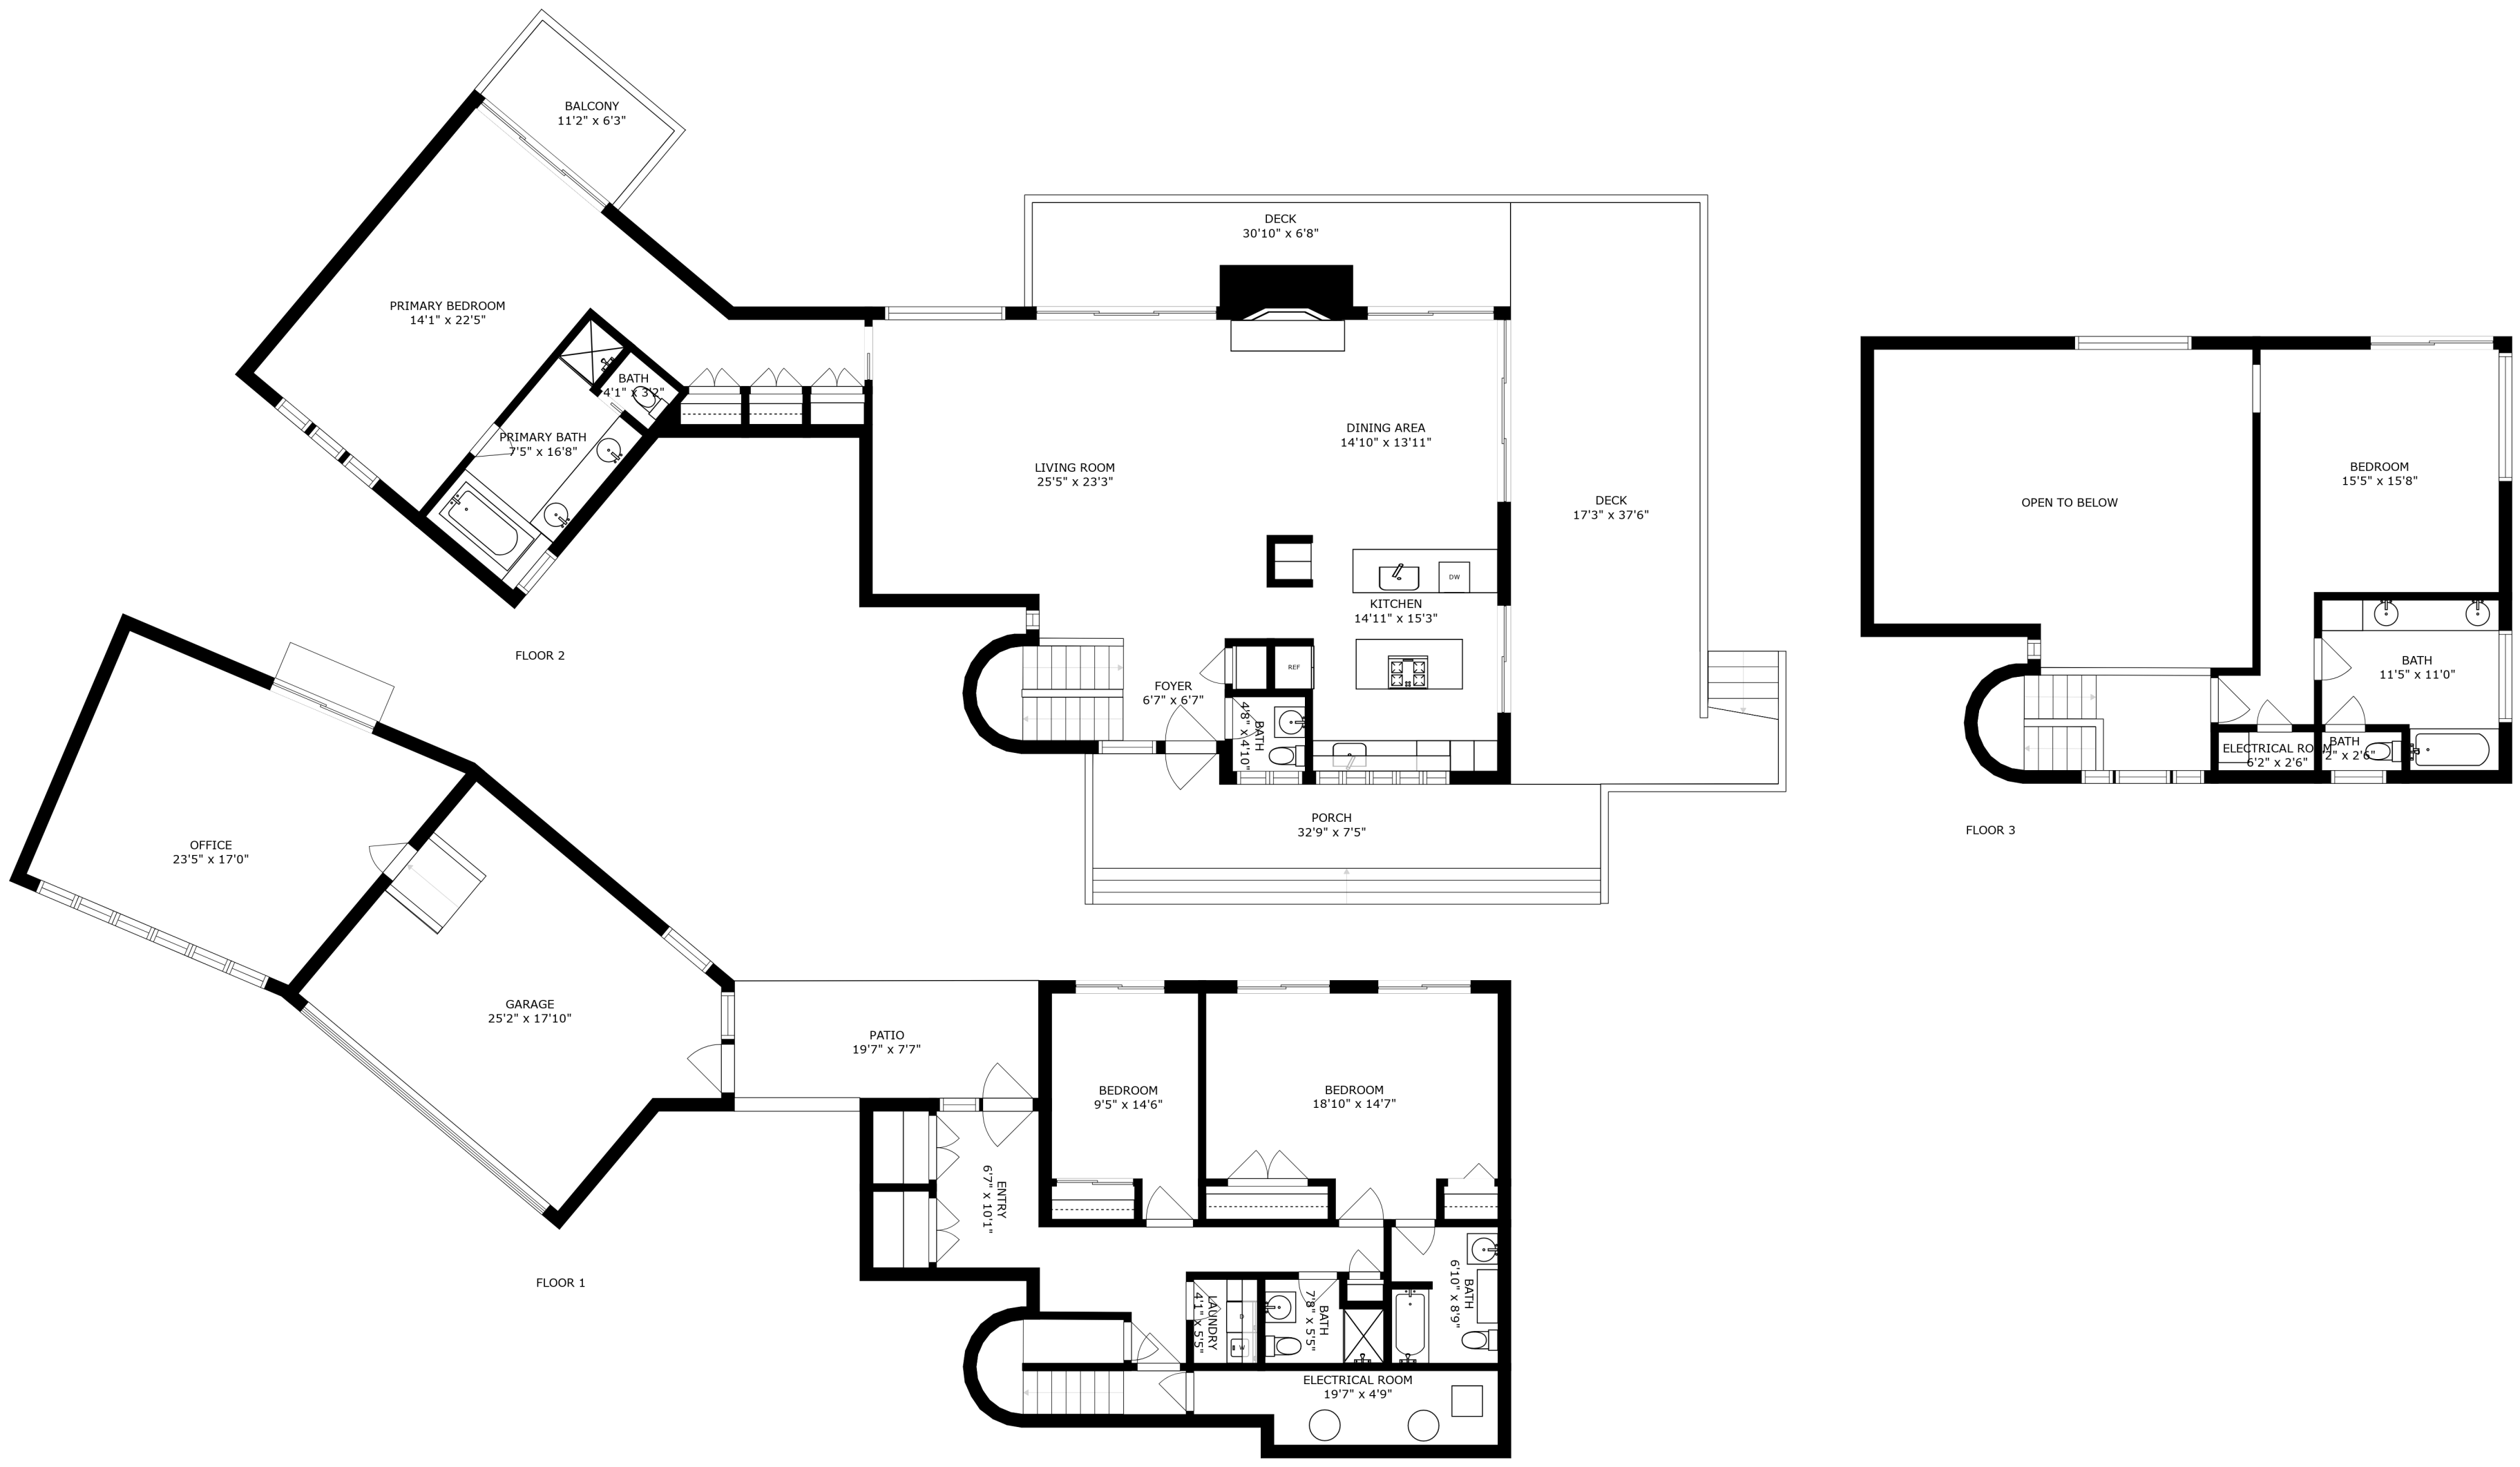 BALCONY
11'2" x 6'3"
PRIMARY BEDROOM
14'1" x 22'5"
BATH
4'1" x 3'2"
PRIMARY BATH
7'5" x 16'8"
DECK
30'10" x 6'8"
DINING AREA
14'10" x 13'11"
LIVING ROOM
25'5" x 23'3"
DECK
17'3" x 37'6"
DW
KITCHEN
14'11" x 15'3"
REF
FOYER
6'7" x 6'7"
BATH
4'8" x 4'10"
PORCH
32'9" x 7'5"
FLOOR 2
OPEN TO BELOW
BEDROOM
15'5" x 15'8"
BATH
11'5" x 11'0"
ELECTRICAL ROOM
6'2" x 2'6"
BATH
2" x 2'6"
FLOOR 3
OFFICE
23'5" x 17'0"
GARAGE
25'2" x 17'10"
PATIO
19'7" x 7'7"
BEDROOM
9'5" x 14'6"
BEDROOM
18'10" x 14'7"
ENTRY
6'7" x 10'1"
LAUNDRY
4'1" x 5'5"
D
W
BATH
7'8" x 5'5"
BATH
6'10" x 8'9"
ELECTRICAL ROOM
19'7" x 4'9"
FLOOR 1